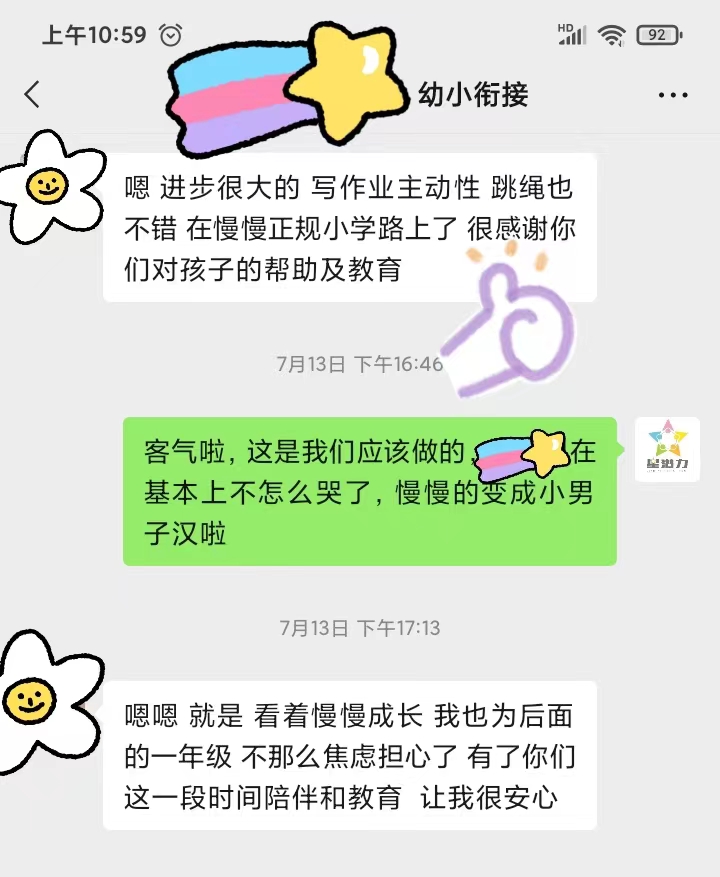 上午10:59
HD
92
幼小衔接
嗯 进步很大的 写作业主动性 跳绳也
不错 在慢慢正规小学路上了 很感谢你
们对孩子的帮助及教育
7月13日 下午16:46
客气啦，这是我们应该做的，在
基本上不怎么哭了，慢慢的变成小男
子汉啦
星潜力
7月13日 下午17:13
嗯嗯 就是 看着慢慢成长 我也为后面
的一年级 不那么焦虑担心了 有了你们
这一段时间陪伴和教育 让我很安心